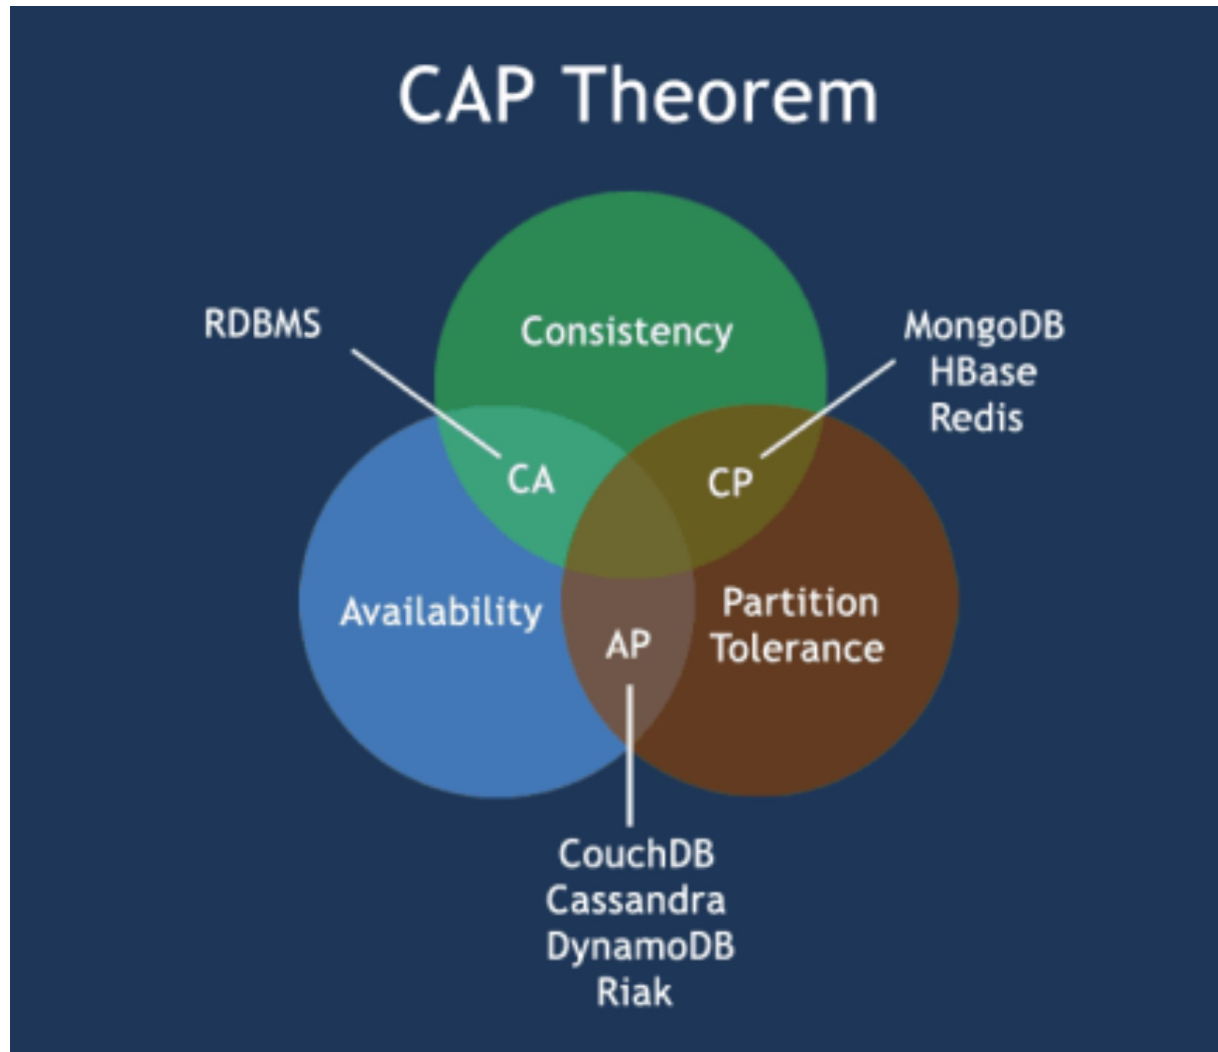 CAP Theorem
RDBMS
Consistency
MongoDB
HBase
Redis
CA
CP
Availability
Partition
Tolerance
AP
CouchDB
Cassandra
DynamoDB
Riak